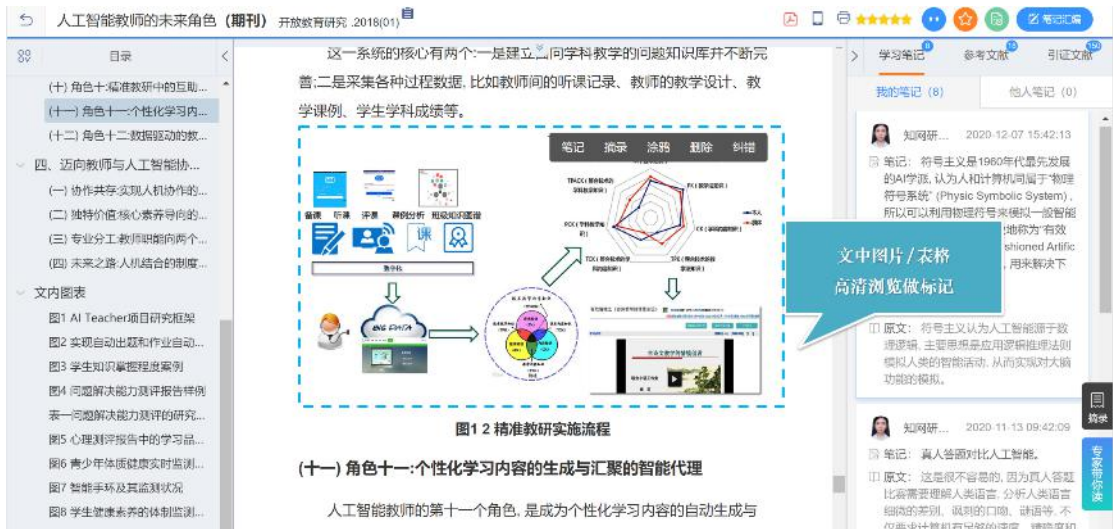 人工智能教师的未来角色（期刊） 开放教育研究 .2018(01)
笔记汇编
目录
(十) 角色十:精准教研中的互助...
(十一) 角色十一:个性化学习内...
(十二) 角色十二:数据驱动的教...
四、迈向教师与人工智能协...
(一) 协作共存:实现人机协作的...
(二) 独特价值:核心素养导向的...
(三) 专业分工:教师职能向两个...
(四) 未来之路:人机结合的制度...
文内图表
图1 AI Teacher项目研究框架
图2 实现自动出题和作业自动...
图3 学生知识掌握程度案例
图4 问题解决能力测评报告样例
表一问题解决能力测评的研究...
图5 心理测评报告中的学习品...
图6 青少年体质健康实时监测...
图7 智能手环及其监测状况
图8 学生健康素养的体制监测...
这一系统的核心有两个:一是建立面向学科教学的问题知识库并不断完
善;二是采集各种过程数据, 比如教师间的听课记录、教师的教学设计、教
学课例、学生学科成绩等。
笔记 摘录 涂鸦 删除 纠错
备课 听课 评课 课例分析 班级知识图谱
课
BIG DATA
图1 2 精准教研实施流程
(十一) 角色十一:个性化学习内容的生成与汇聚的智能代理
人工智能教师的第十一个角色, 是成为个性化学习内容的自动生成与
文中图片/表格
高清浏览做标记
学习笔记 8 参考文献 18 引证文献 150
我的笔记 (8) 他人笔记 (0)
知网研... 2020-12-07 15:42:13
笔记: 符号主义是1960年代最先发展
的AI学派, 认为人和计算机同属于“物理
符号系统” (Physic Symbolic System) ,
所以可以利用物理符号来模拟一般智能
地称为“有效
shioned Artific
, 用来解决下
原文: 符号主义认为人工智能源于数
理逻辑, 主要思想是应用逻辑推理法则
模拟人类的智能活动, 从而实现对大脑
功能的模拟。
知网研... 2020-11-13 09:42:09
笔记: 真人答题对比人工智能。
原文: 这是很不容易的, 因为真人答题
比赛需要理解人类语言, 分析人类语言
细微的差别、讽刺的口吻、谜语等, 不
摘录
专家带你读